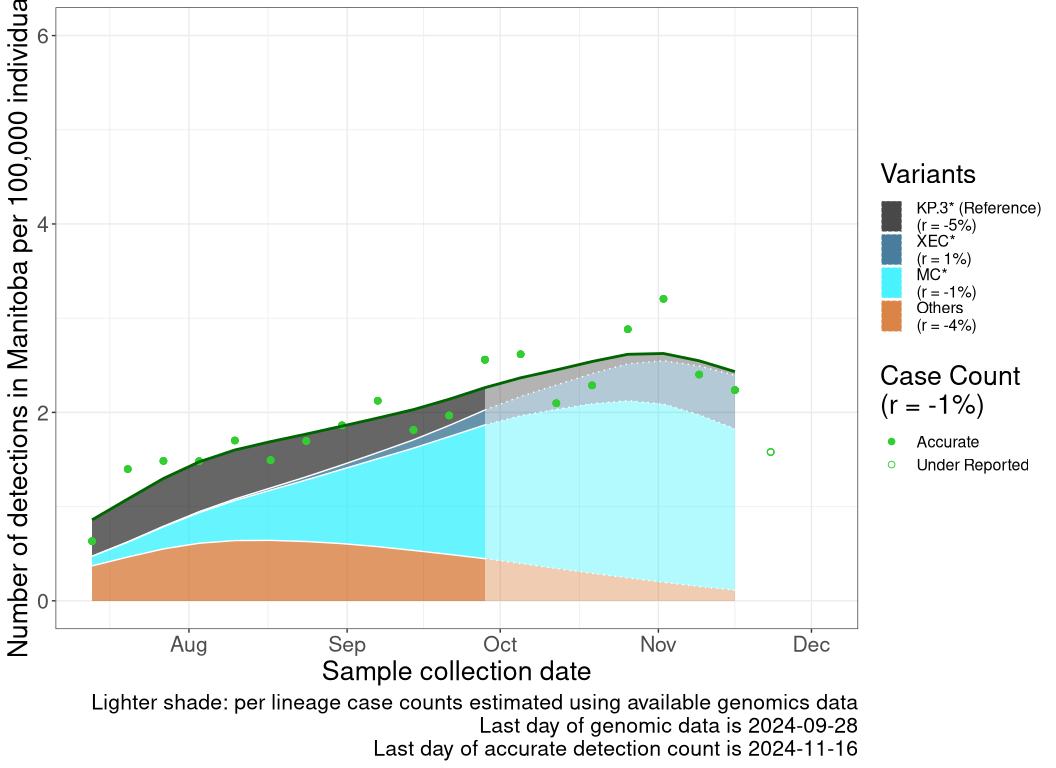 Number of detections in Manitoba per 100,000 individua
6
4
2
0
Aug
Sep
Oct
Nov
Dec
Sample collection date
Lighter shade: per lineage case counts estimated using available genomics data
Last day of genomic data is 2024-09-28
Last day of accurate detection count is 2024-11-16
Variants
KP.3* (Reference)
(r = -5%)
XEC*
(r = 1%)
MC*
(r = -1%)
Others
(r = -4%)
Case Count
(r = -1%)
Accurate
Under Reported